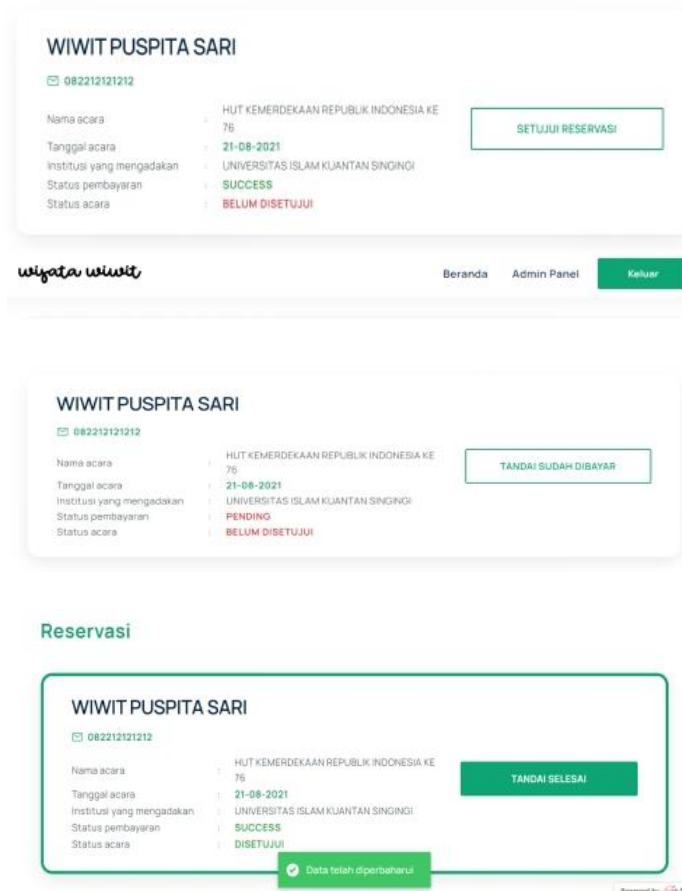 WIWIT PUSPITA SARI
082212121212
Nama acara : HUT KEMERDEKAAN REPUBLIK INDONESIA KE
76
SETUJUI RESERVASI
Tanggal acara : 21-08-2021
Institusi yang mengadakan : UNIVERSITAS ISLAM KUANTAN SINGINGI
Status pembayaran : SUCCESS
Status acara : BELUM DISETUJUI
wisata wiwit Beranda Admin Panel Keluar
WIWIT PUSPITA SARI
082212121212
Nama acara : HUT KEMERDEKAAN REPUBLIK INDONESIA KE
76
TANDAI SUDAH DIBAYAR
Tanggal acara : 21-08-2021
Institusi yang mengadakan : UNIVERSITAS ISLAM KUANTAN SINGINGI
Status pembayaran : PENDING
Status acara : BELUM DISETUJUI
Reservasi
WIWIT PUSPITA SARI
082212121212
Nama acara : HUT KEMERDEKAAN REPUBLIK INDONESIA KE
76
TANDAI SELESAI
Tanggal acara : 21-08-2021
Institusi yang mengadakan : UNIVERSITAS ISLAM KUANTAN SINGINGI
Status pembayaran : SUCCESS
Status acara : DISETUJUI
Data telah diperbaharui